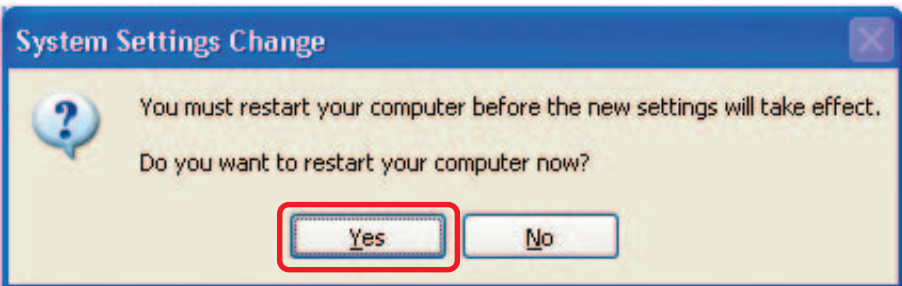 System Settings Change
You must restart your computer before the new settings will take effect.
Do you want to restart your computer now?
Yes No